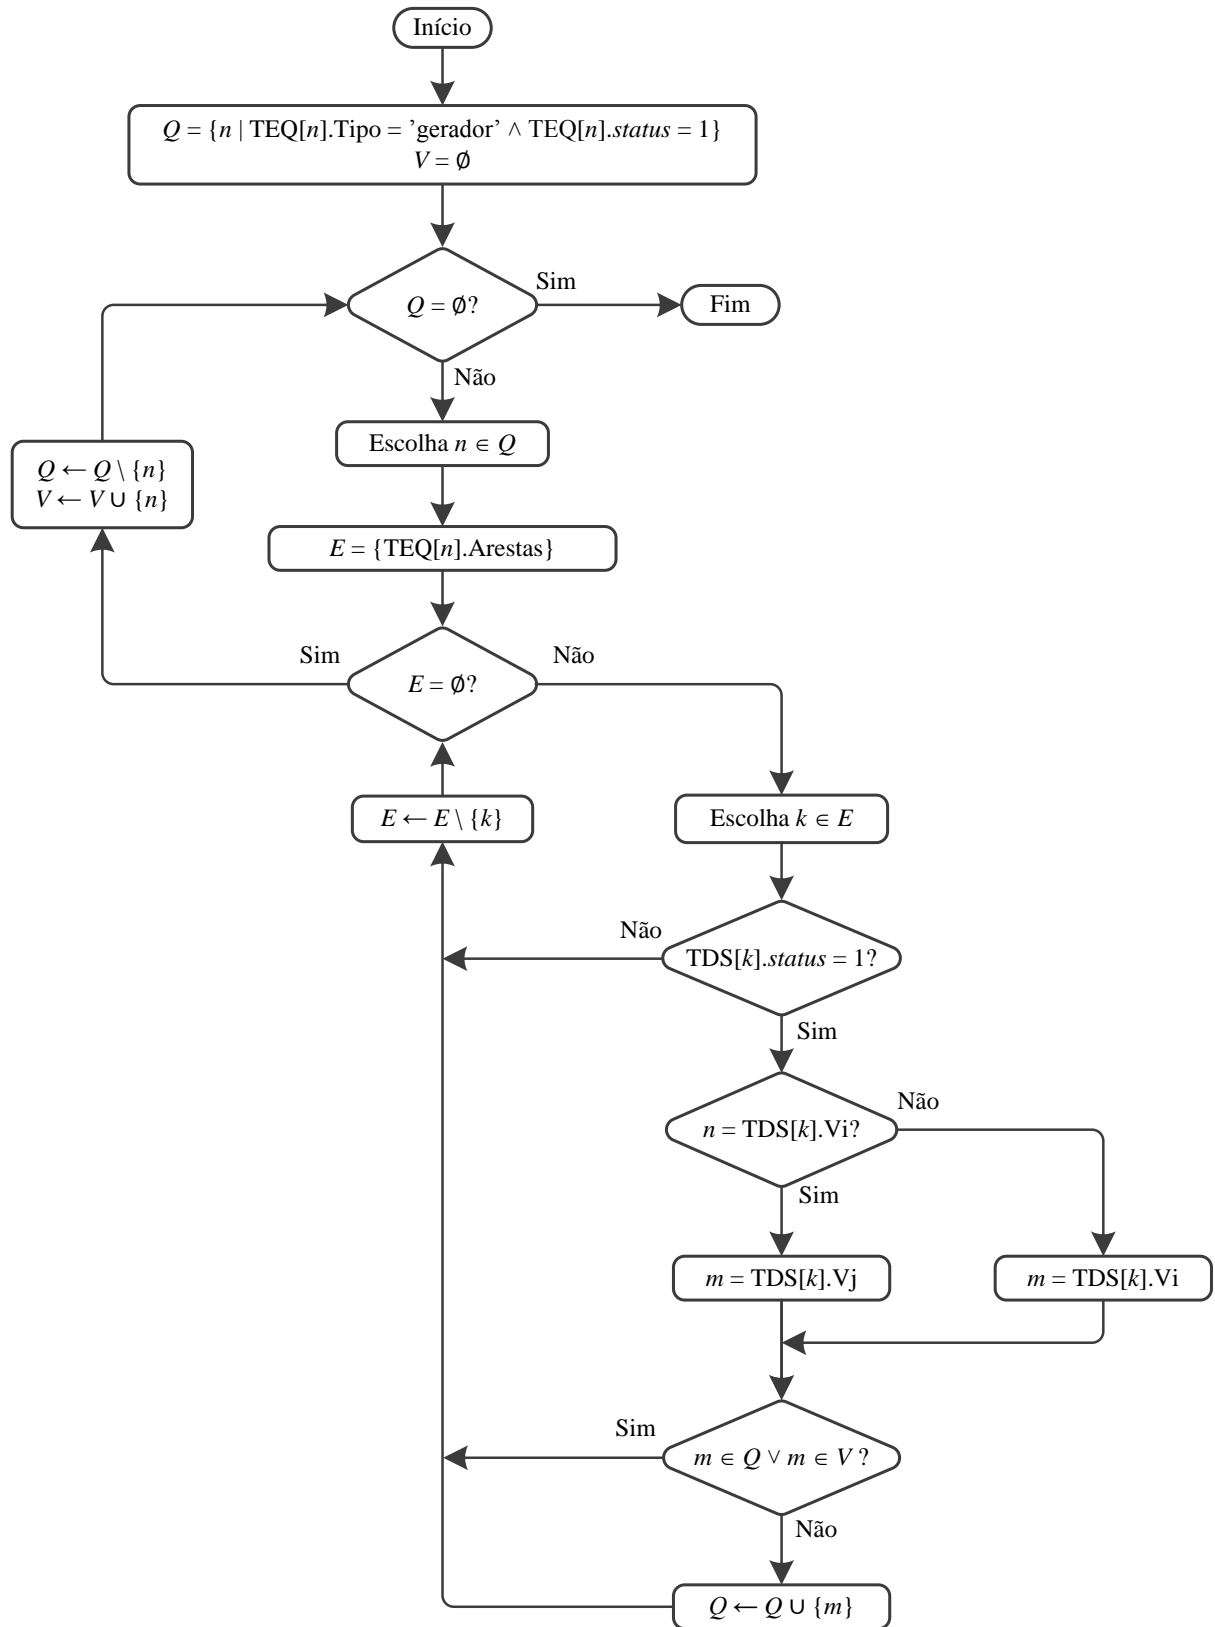 Início
Q = {n | TEQ[n].Tipo = ’gerador’ ^ TEQ[n].status = 1}
V = ∅
Q = ∅?
Sim
Fim
Não
Escolha n ∈ Q
Q ← Q \ {n}
V ← V ∪ {n}
E = {TEQ[n].Arestas}
Sim
Não
E = ∅?
E ← E \ {k}
Escolha k ∈ E
Não
TDS[k].status = 1?
Sim
Não
n = TDS[k].Vi?
Sim
m = TDS[k].Vj
m = TDS[k].Vi
Sim
m ∈ Q ∨ m ∈ V ?
Não
Q ← Q ∪ {m}